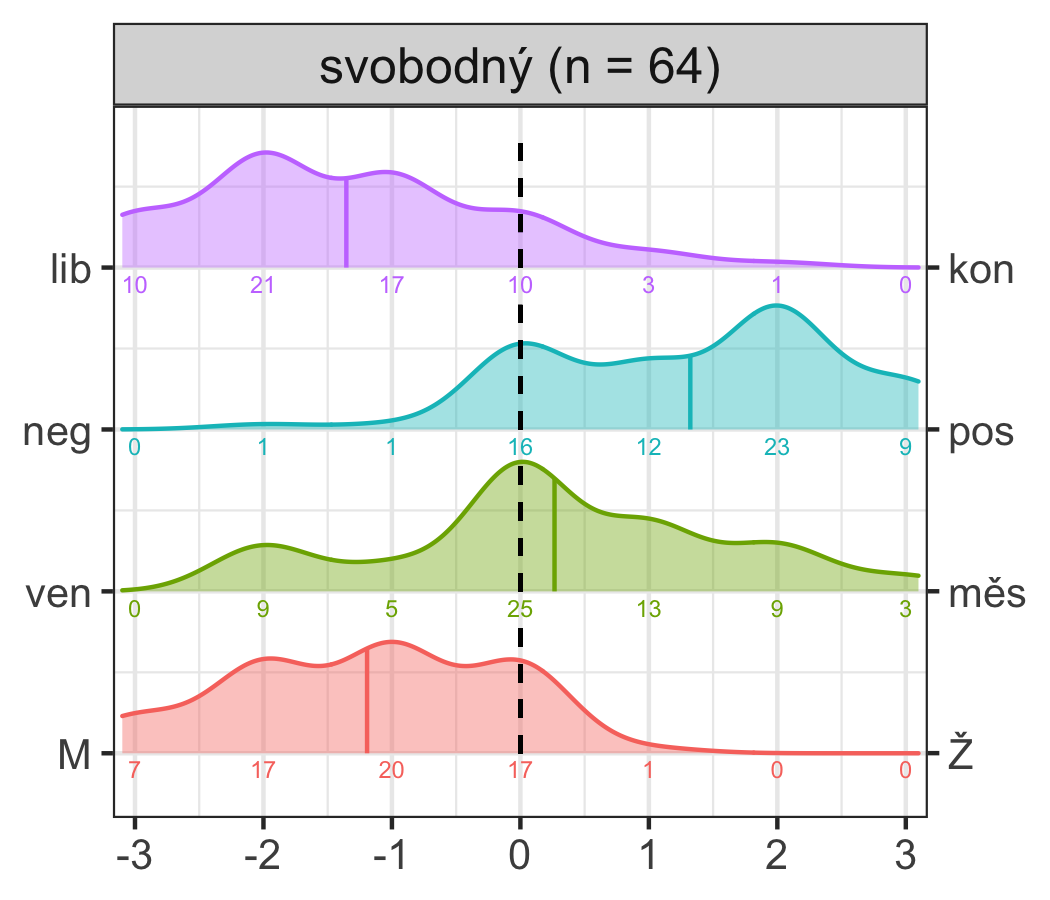 svobodný (n = 64)
lib kon
10 21 17 10 3 1 0
neg pos
0 1 1 16 12 23 9
ven měs
0 9 5 25 13 9 3
M Ž
7 17 20 17 1 0 0
-3 -2 -1 0 1 2 3